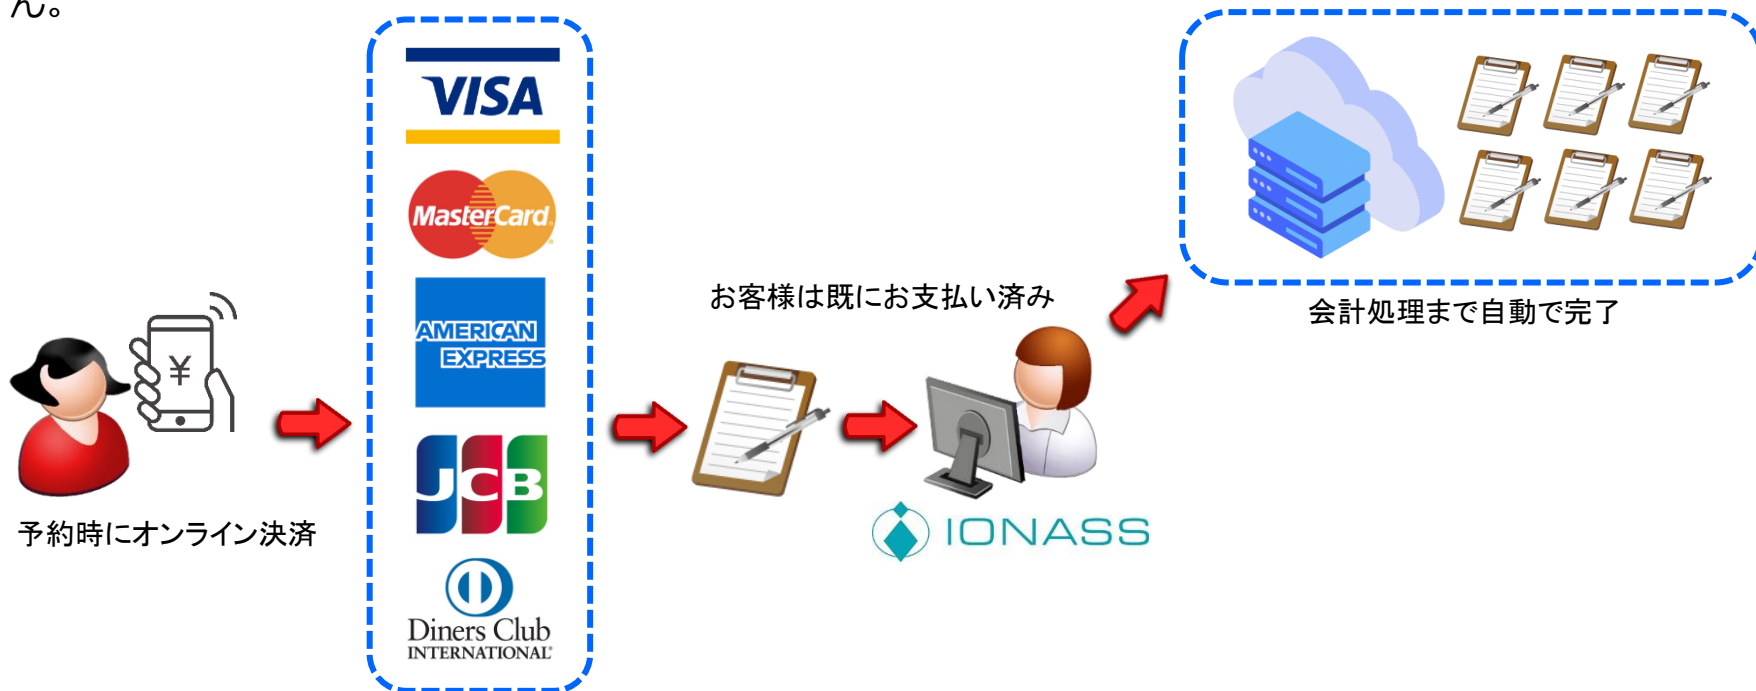 ん。
VISA
MasterCard
AMERICAN
EXPRESS
JCB
Diners Club
INTERNATIONAL®
¥
予約時にオンライン決済
お客様は既にお支払い済み
IONASS
会計処理まで自動で完了